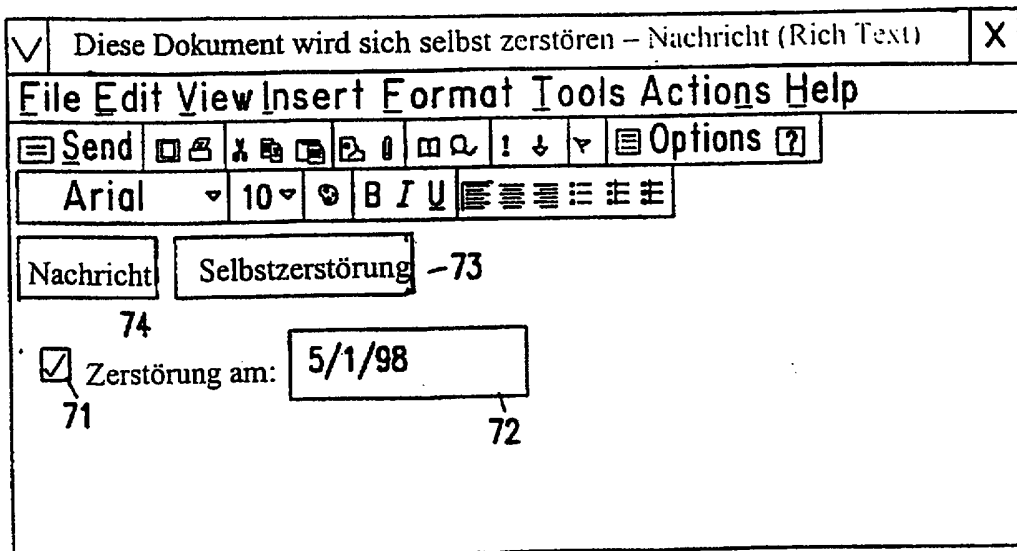 Diese Dokument wird sich selbst zerstören – Nachricht (Rich Text) X
File Edit View Insert Format Tools Actions Help
Send ! Options ?
Arial 10 B I U
Nachricht Selbstzerstörung –73
74
Zerstörung am: 5/1/98
71 72